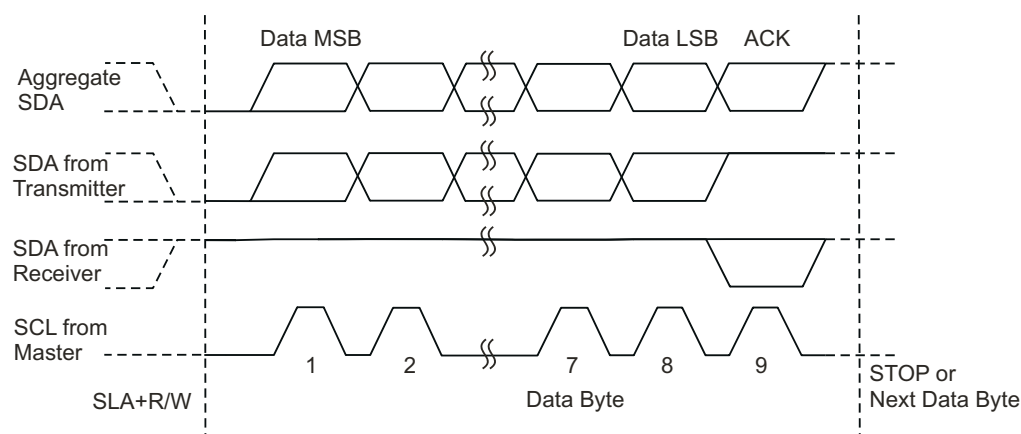 Data MSB
Data LSB
ACK
Aggregate
SDA
SDA from
Transmitter
SDA from
Receiver
SCL from
Master
1
2
7
8
9
SLA+R/W
Data Byte
STOP or
Next Data Byte